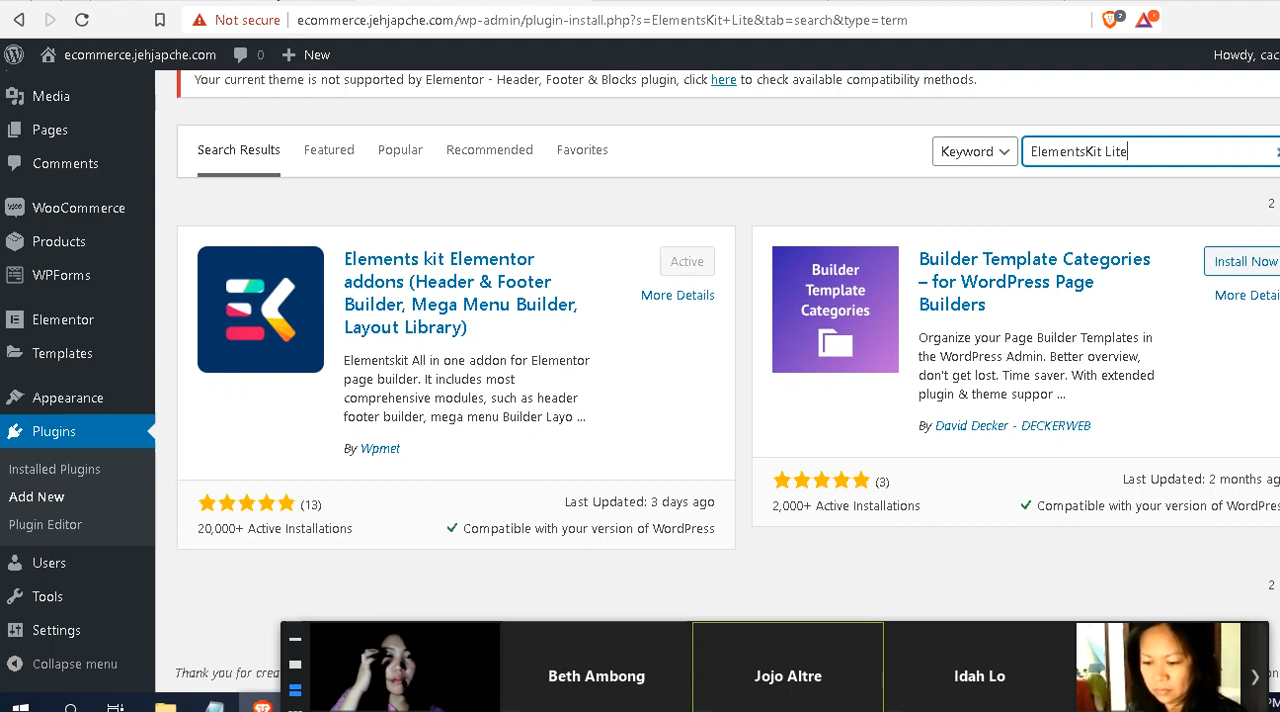 Not secure
ecommerce.jehjapche.com/wp-admin/plugin-install.php?s=ElementsKit+Lite&tab=search&type=term
2
ecommerce.jehjapche.com
0
New
Howdy, cac
Media
Pages
Comments
WooCommerce
Products
WPForms
Elementor
Templates
Appearance
Plugins
Installed Plugins
Add New
Plugin Editor
Users
Tools
Settings
Collapse menu
Your current theme is not supported by Elementor - Header, Footer & Blocks plugin, click here to check available compatibility methods.
Search Results
Featured
Popular
Recommended
Favorites
Keyword
ElementsKit Lite
2
Elements kit Elementor
addons (Header & Footer
Builder, Mega Menu Builder,
Layout Library)
Active
More Details
Elementskit All in one addon for Elementor
page builder. It includes most
comprehensive modules, such as header
footer builder, mega menu Builder Layo ...
By Wpmet
(13)
Last Updated: 3 days ago
20,000+ Active Installations
Compatible with your version of WordPress
Builder
Template
Categories
Builder Template Categories
– for WordPress Page
Builders
Install Now
More Detai
Organize your Page Builder Templates in
the WordPress Admin. Better overview,
don't get lost. Time saver. With extended
plugin & theme suppor ...
By David Decker - DECKERWEB
(3)
Last Updated: 2 months ag
2,000+ Active Installations
Compatible with your version of WordPres
2
Thank you for crea
Beth Ambong
Jojo Altre
Idah Lo